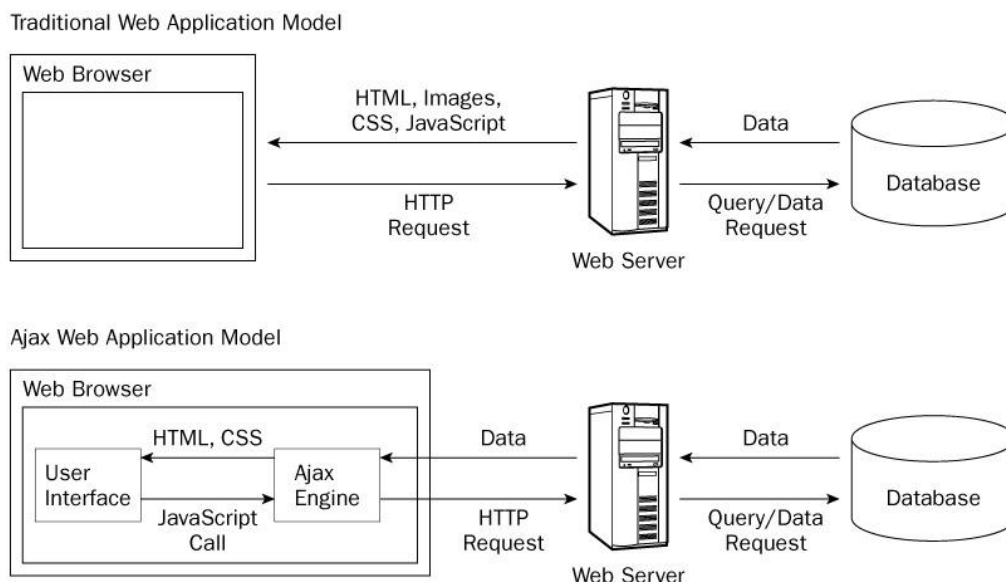 Traditional Web Application Model
Web Browser
HTML, Images,
CSS, JavaScript
HTTP
Request
Web Server
Data
Query/Data
Request
Database
Ajax Web Application Model
Web Browser
User
Interface
HTML, CSS
JavaScript
Call
Ajax
Engine
Data
HTTP
Request
Web Server
Data
Query/Data
Request
Database